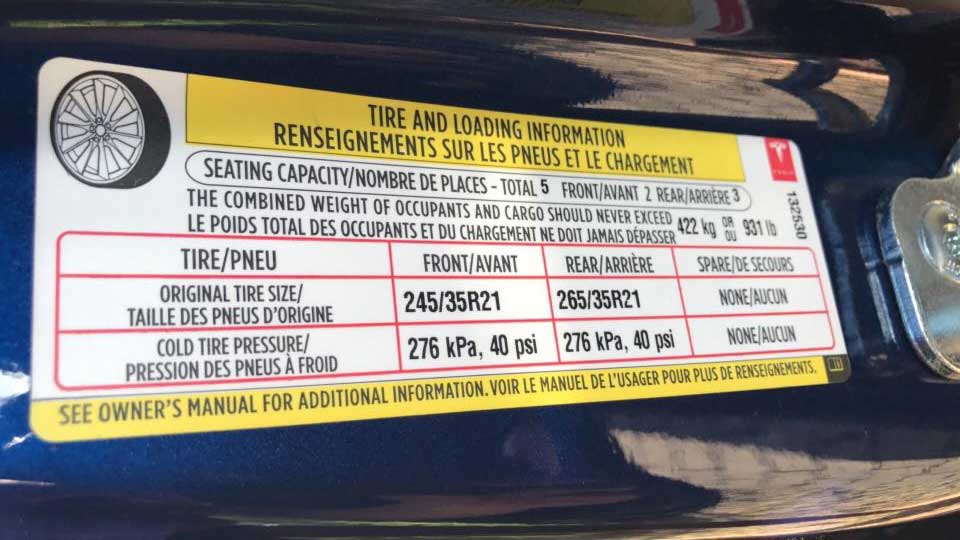 TIRE AND LOADING INFORMATION
RENSEIGNEMENTS SUR LES PNEUS ET LE CHARGEMENT
SEATING CAPACITY/NOMBRE DE PLACES - TOTAL 5 FRONT/AVANT 2 REAR/ARRIÈRE 3
THE COMBINED WEIGHT OF OCCUPANTS AND CARGO SHOULD NEVER EXCEED
LE POIDS TOTAL DES OCCUPANTS ET DU CHARGEMENT NE DOIT JAMAIS DÉPASSER
422 kg OR OU 931 lb
132530
TIRE/PNEU FRONT/AVANT REAR/ARRIÈRE SPARE/DE SECOURS
ORIGINAL TIRE SIZE/
TAILLE DES PNEUS D'ORIGINE
245/35R21 265/35R21 NONE/AUCUN
COLD TIRE PRESSURE/
PRESSION DES PNEUS À FROID
276 kPa, 40 psi 276 kPa, 40 psi NONE/AUCUN
SEE OWNER'S MANUAL FOR ADDITIONAL INFORMATION. VOIR LE MANUEL DE L'USAGER POUR PLUS DE RENSEIGNEMENTS.